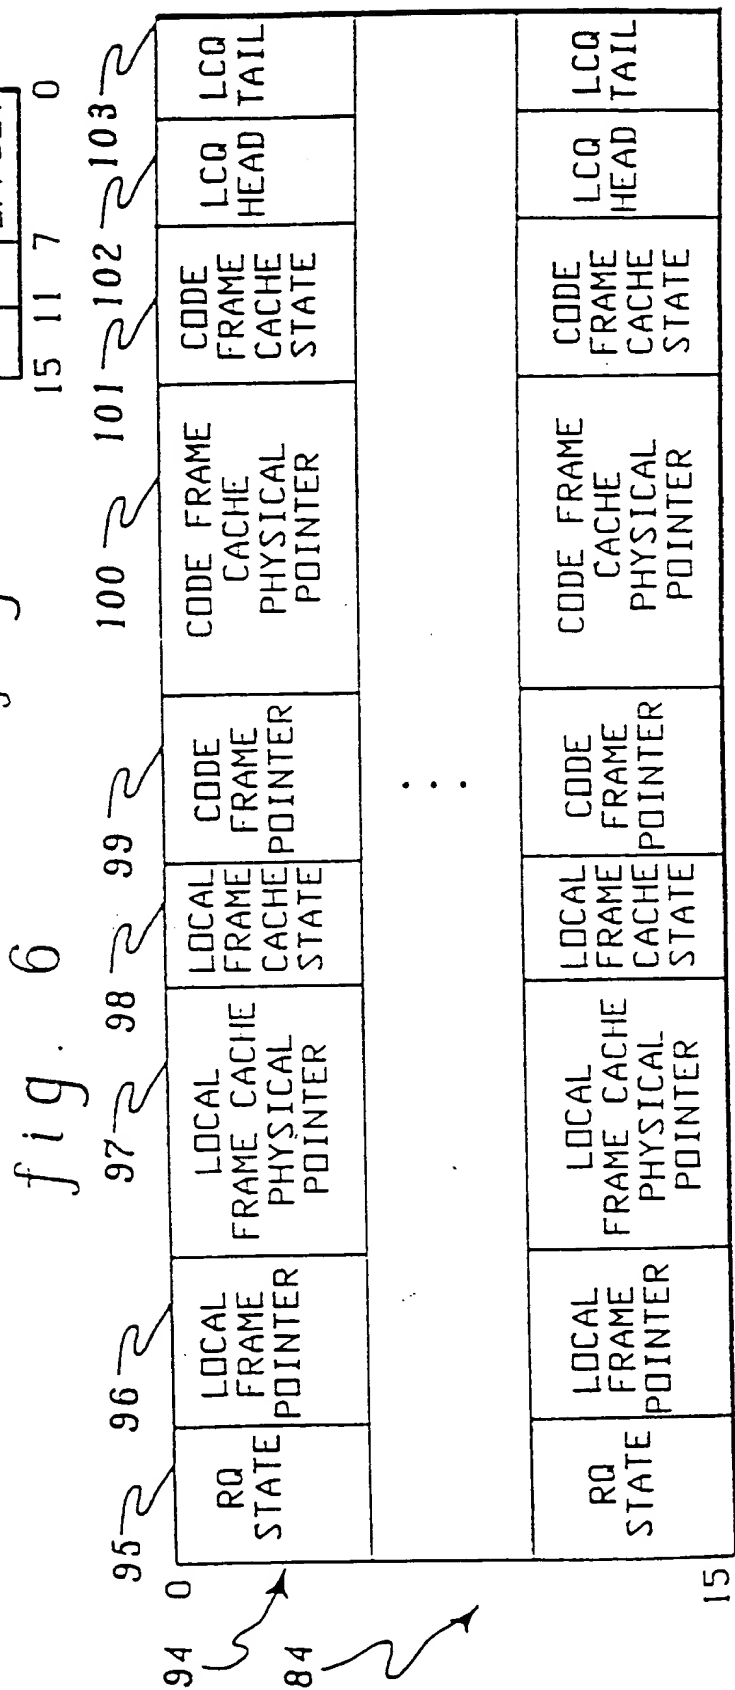 15 11 7 0
fig. 6
95 96 97 98 99 100 101 102 103
94
84
0
RQ
STATE
LOCAL
FRAME
POINTER
LOCAL
FRAME CACHE
PHYSICAL
POINTER
LOCAL
FRAME
CACHE
STATE
CODE
FRAME
POINTER
CODE FRAME
CACHE
PHYSICAL
POINTER
CODE
FRAME
CACHE
STATE
LCQ
HEAD
LCQ
TAIL
...
15
RQ
STATE
LOCAL
FRAME
POINTER
LOCAL
FRAME CACHE
PHYSICAL
POINTER
LOCAL
FRAME
CACHE
STATE
CODE
FRAME
POINTER
CODE FRAME
CACHE
PHYSICAL
POINTER
CODE
FRAME
CACHE
STATE
LCQ
HEAD
LCQ
TAIL